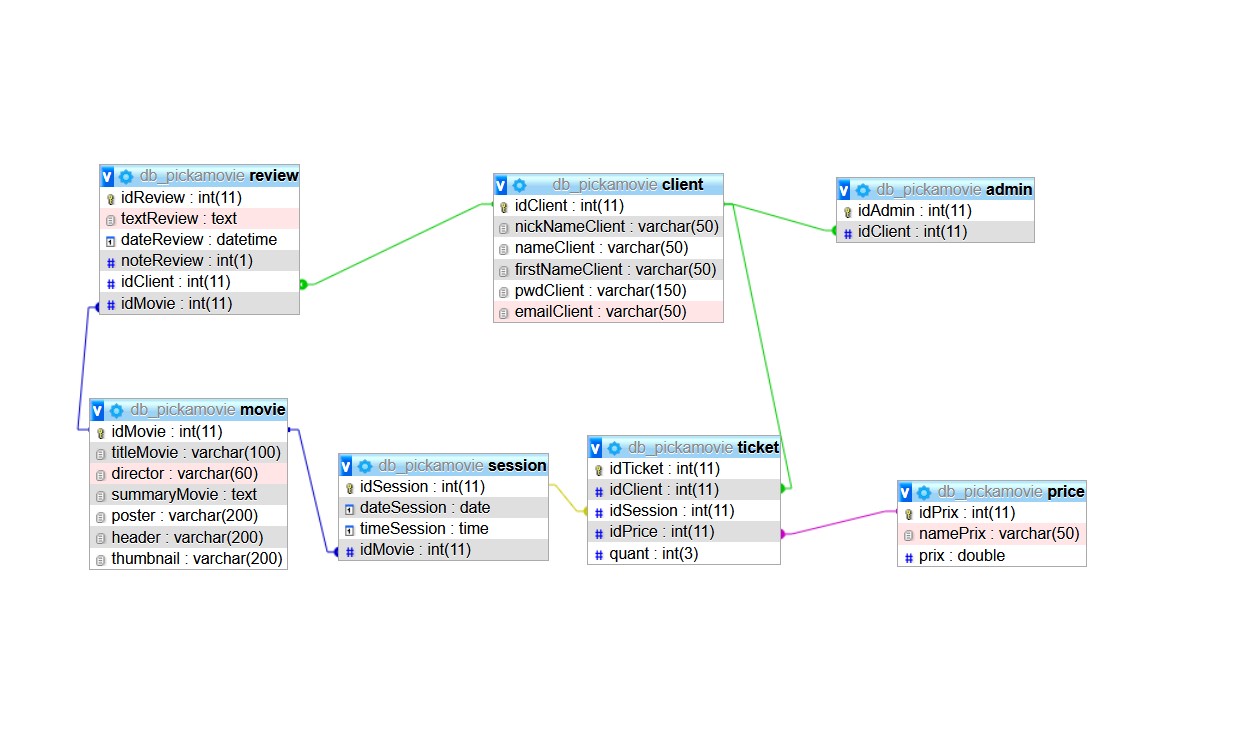 db_pickamovie review
idReview : int(11)
textReview : text
dateReview : datetime
noteReview : int(1)
idClient : int(11)
idMovie : int(11)
db_pickamovie client
idClient : int(11)
nickNameClient : varchar(50)
nameClient : varchar(50)
firstNameClient : varchar(50)
pwdClient : varchar(150)
emailClient : varchar(50)
db_pickamovie admin
idAdmin : int(11)
idClient : int(11)
db_pickamovie movie
idMovie : int(11)
titleMovie : varchar(100)
director : varchar(60)
summaryMovie : text
poster : varchar(200)
header : varchar(200)
thumbnail : varchar(200)
db_pickamovie session
idSession : int(11)
dateSession : date
timeSession : time
idMovie : int(11)
db_pickamovie ticket
idTicket : int(11)
idClient : int(11)
idSession : int(11)
idPrice : int(11)
quant : int(3)
db_pickamovie price
idPrix : int(11)
namePrix : varchar(50)
prix : double